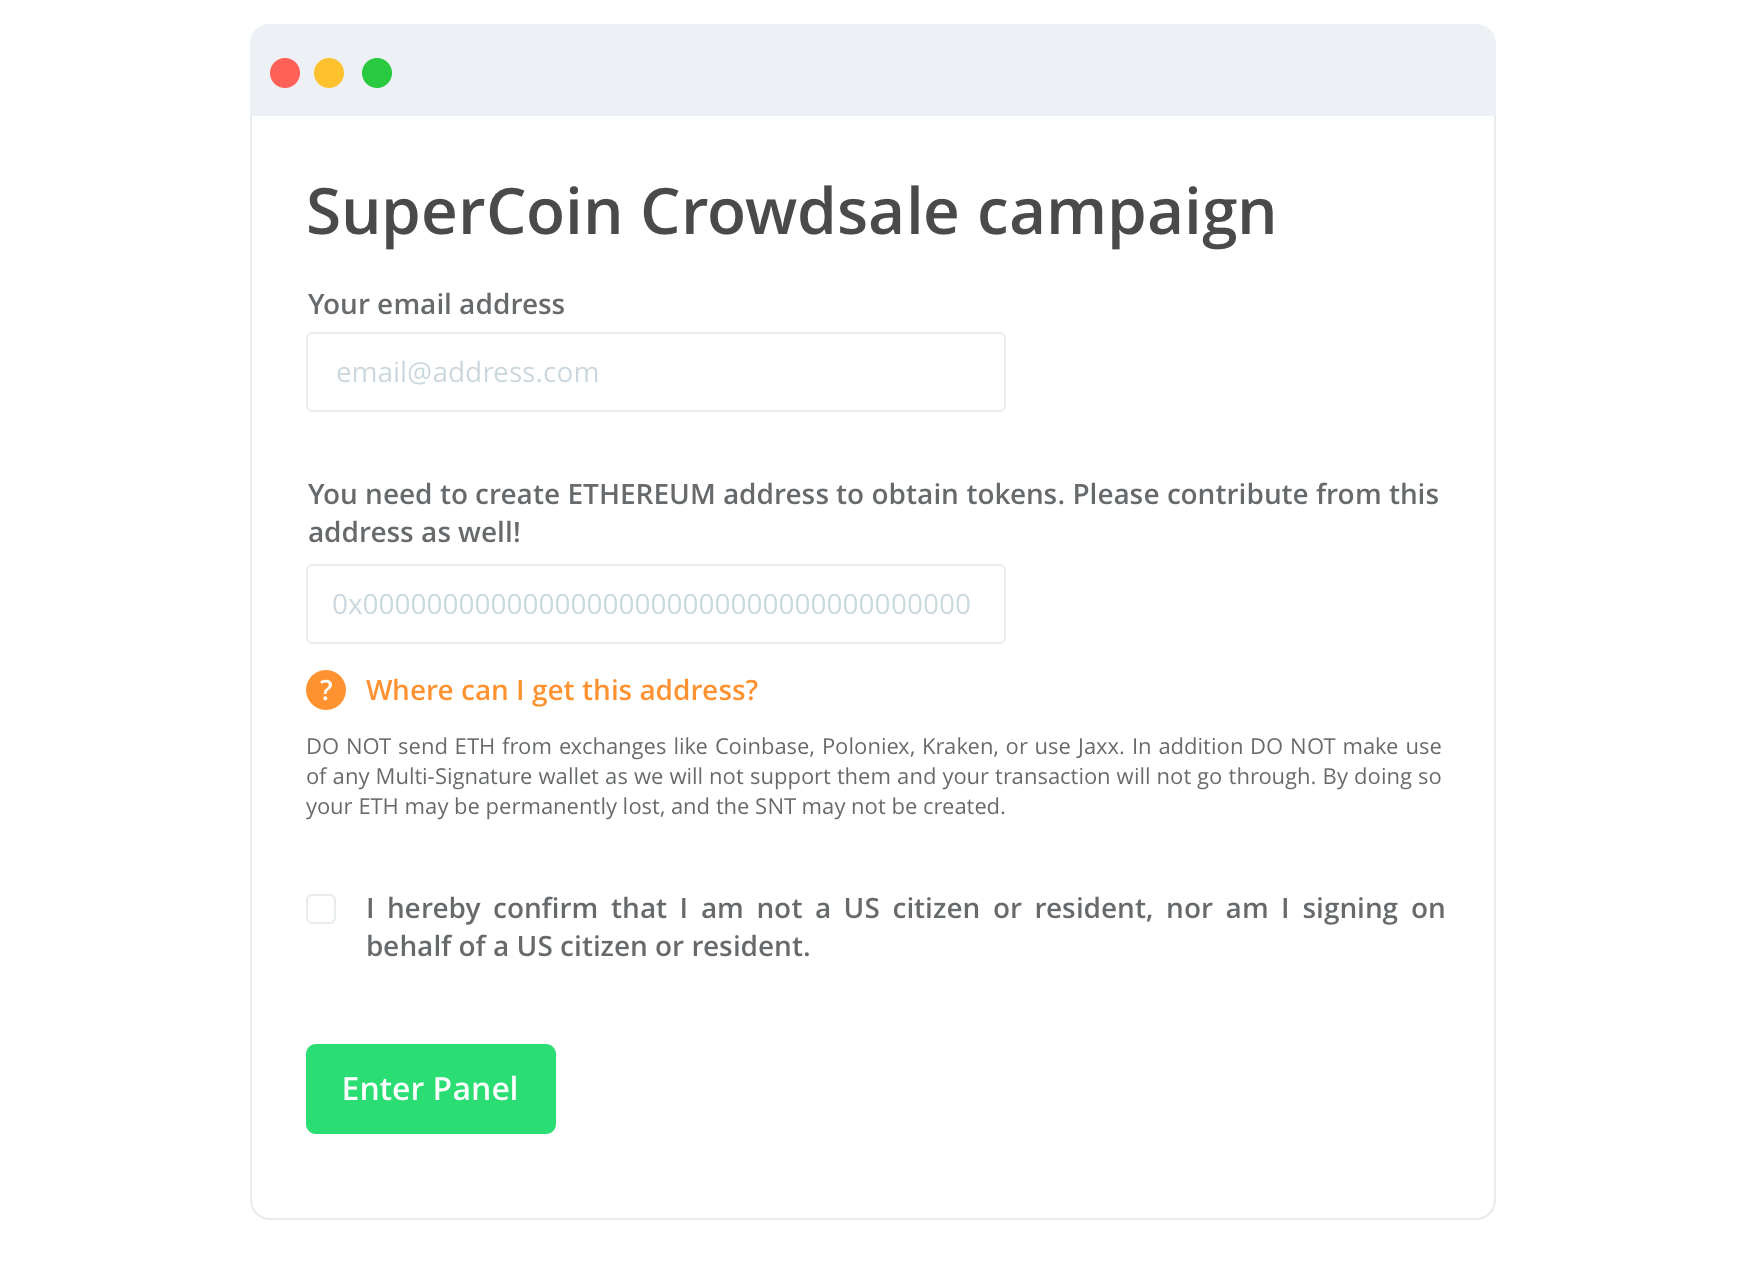 SuperCoin Crowdsale campaign
Your email address
email@address.com
You need to create ETHEREUM address to obtain tokens. Please contribute from this
address as well!
0x00000000000000000000000000000000000000
? Where can I get this address?
DO NOT send ETH from exchanges like Coinbase, Poloniex, Kraken, or use Jaxx. In addition DO NOT make use
of any Multi-Signature wallet as we will not support them and your transaction will not go through. By doing so
your ETH may be permanently lost, and the SNT may not be created.
I hereby confirm that I am not a US citizen or resident, nor am I signing on
behalf of a US citizen or resident.
Enter Panel